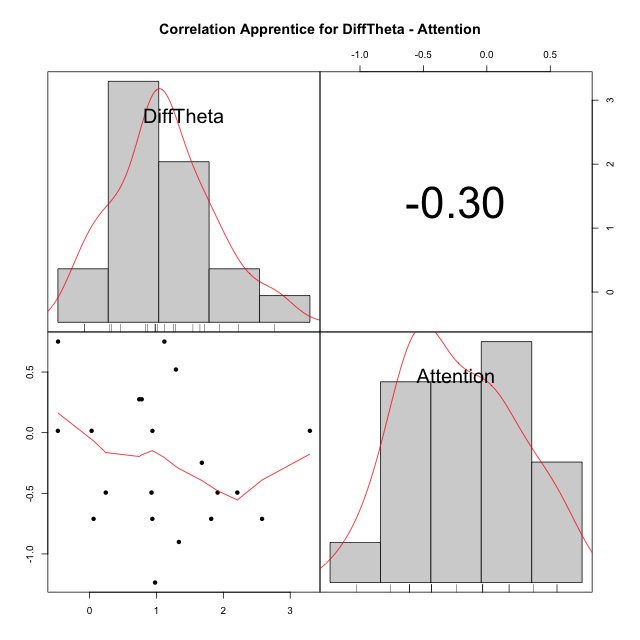 Correlation Apprentice for DiffTheta - Attention
-1.0 -0.5 0.0 0.5
DiffTheta
-0.30
3
2
1
0
Attention
0.5
0.0
-0.5
-1.0
0 1 2 3